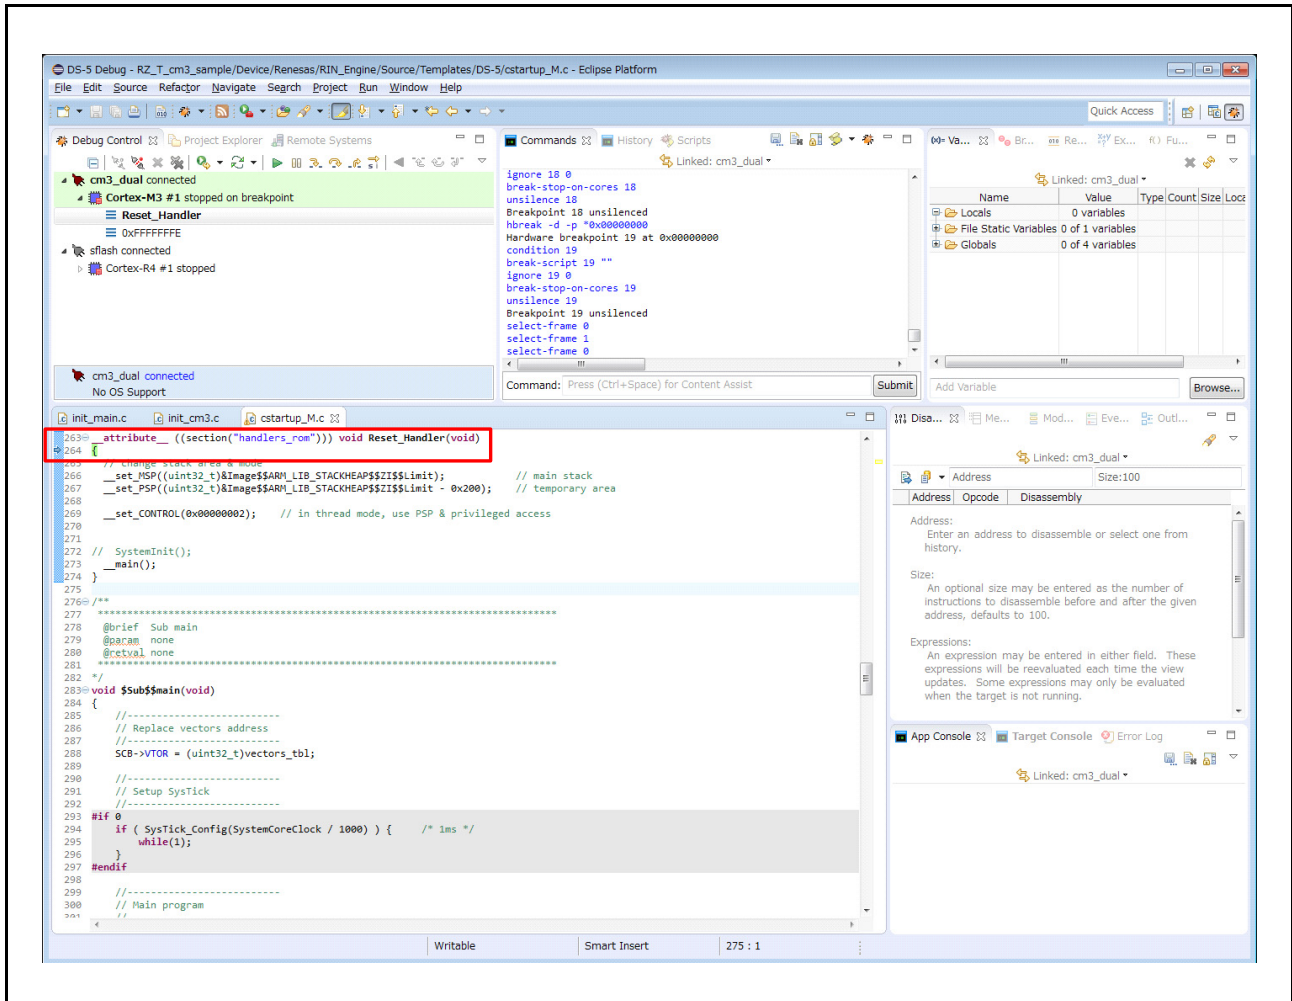 DS-5 Debug - RZ_T_cm3_sample/Device/Renesas/RIN_Engine/Source/Templates/DS-5/cstartup_M.c - Eclipse Platform
File Edit Source Refactor Navigate Search Project Run Window Help
Quick Access
Debug Control Project Explorer Remote Systems
cm3_dual connected
Cortex-M3 #1 stopped on breakpoint
Reset_Handler
0xFFFFFFFE
sflash connected
Cortex-R4 #1 stopped
cm3_dual connected
No OS Support
Commands History Scripts
Linked: cm3_dual
ignore 18 0
break-stop-on-cores 18
unsilence 18
Breakpoint 18 unsilenced
hbreak -d -p *0x00000000
Hardware breakpoint 19 at 0x00000000
condition 19
break-script 19 ""
ignore 19 0
break-stop-on-cores 19
unsilence 19
Breakpoint 19 unsilenced
select-frame 0
select-frame 1
select-frame 0
Command: Press (Ctrl+Space) for Content Assist Submit
(x)= Va... Br... Re... Ex... f() Fu...
Linked: cm3_dual
Name Value Type Count Size Loca
Locals 0 variables
File Static Variables 0 of 1 variables
Globals 0 of 4 variables
Add Variable Browse...
init_main.c init_cm3.c cstartup_M.c
263 __attribute__ ((section("handlers_rom"))) void Reset_Handler(void)
264 {
265 // change stack area & mode
266 __set_MSP((uint32_t)&Image$$ARM_LIB_STACKHEAP$$ZI$$Limit); // main stack
267 __set_PSP((uint32_t)&Image$$ARM_LIB_STACKHEAP$$ZI$$Limit - 0x200); // temporary area
268
269 __set_CONTROL(0x00000002); // in thread mode, use PSP & privileged access
270
271
272 // SystemInit();
273 __main();
274 }
275
276 /**
277 *******************************************************************************
278 @brief Sub main
279 @param none
280 @retval none
281 *******************************************************************************
282 */
283 void $Sub$$main(void)
284 {
285 //--------------------------
286 // Replace vectors address
287 //--------------------------
288 SCB->VTOR = (uint32_t)vectors_tbl;
289
290 //--------------------------
291 // Setup SysTick
292 //--------------------------
293 #if 0
294 if ( SysTick_Config(SystemCoreClock / 1000) ) { /* 1ms */
295 while(1);
296 }
297 #endif
298
299 //--------------------------
300 // Main program
301 //
Disa... Me... Mod... Eve... Outl...
Linked: cm3_dual
Address Size:100
Address Opcode Disassembly
Address:
Enter an address to disassemble or select one from
history.
Size:
An optional size may be entered as the number of
instructions to disassemble before and after the given
address, defaults to 100.
Expressions:
An expression may be entered in either field. These
expressions will be reevaluated each time the view
updates. Some expressions may only be evaluated
when the target is not running.
App Console Target Console Error Log
Linked: cm3_dual
Writable Smart Insert 275 : 1